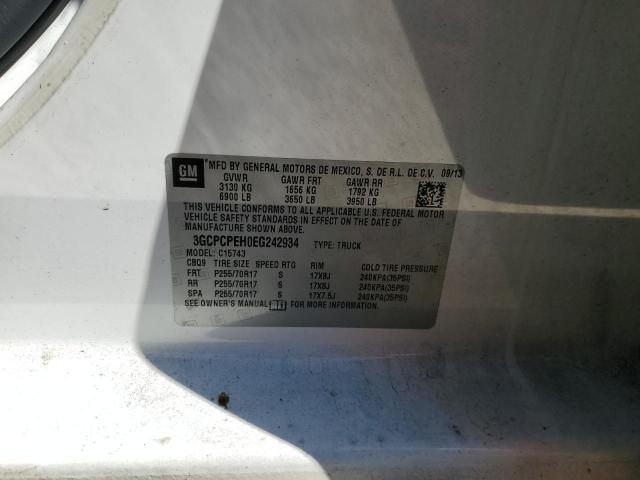 GM *MFD BY GENERAL MOTORS DE MEXICO, S. DE R.L. DE C.V. 09/13
GVWR GAWR FRT GAWR RR
3130 KG 1656 KG 1792 KG
6900 LB 3650 LB 3950 LB
THIS VEHICLE CONFORMS TO ALL APPLICABLE U.S. FEDERAL MOTOR
VEHICLE SAFETY STANDARDS IN EFFECT ON THE DATE OF
MANUFACTURE SHOWN ABOVE.
3GCPCPEH0EG242934 TYPE: TRUCK
MODEL: C15743
CBQ9 TIRE SIZE SPEED RTG RIM COLD TIRE PRESSURE
FRT P255/70R17 S 17X8J 240KPA(35PSI)
RR P255/70R17 S 17X8J 240KPA(35PSI)
SPA P255/70R17 S 17X7.5J 240KPA(35PSI)
SEE OWNER'S MANUAL FOR MORE INFORMATION.